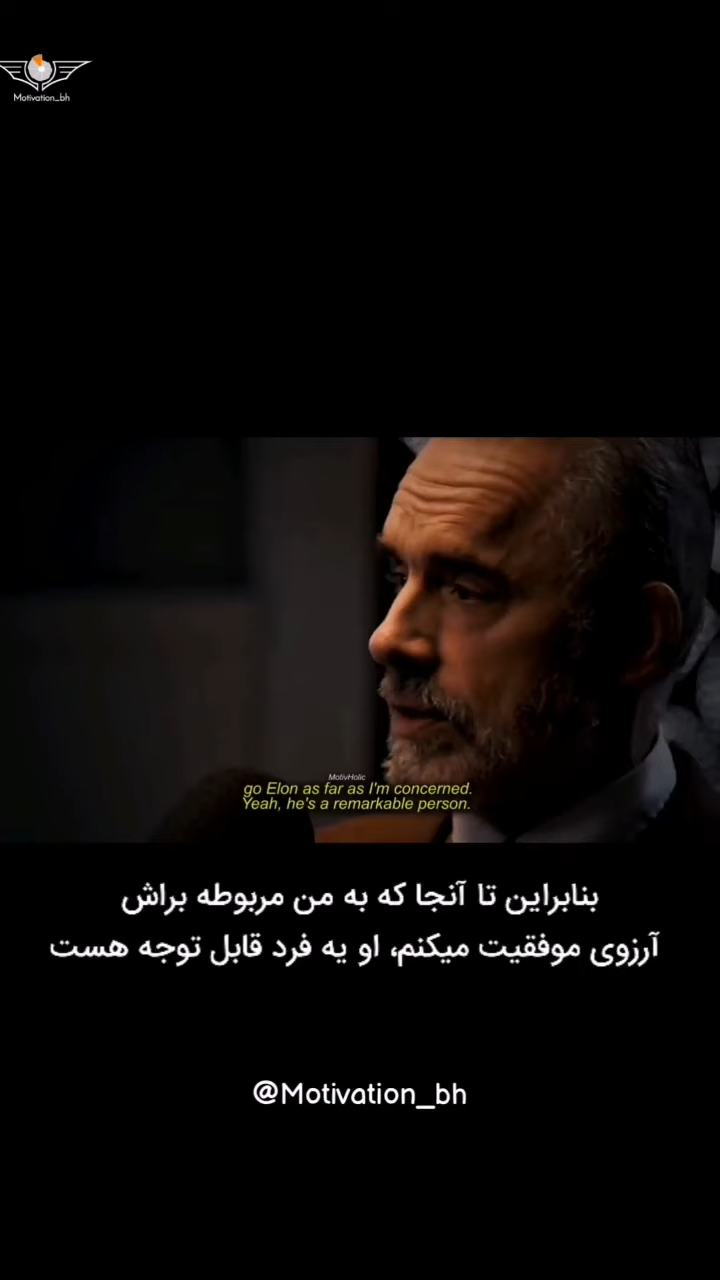 Motivation_bh
MotivHolic
go Elon as far as I'm concerned.
Yeah, he's a remarkable person.
بنابراین تا آنجا که به من مربوطه براش
آرزوی موفقیت میکنم، او یه فرد قابل توجه هست
@Motivation_bh